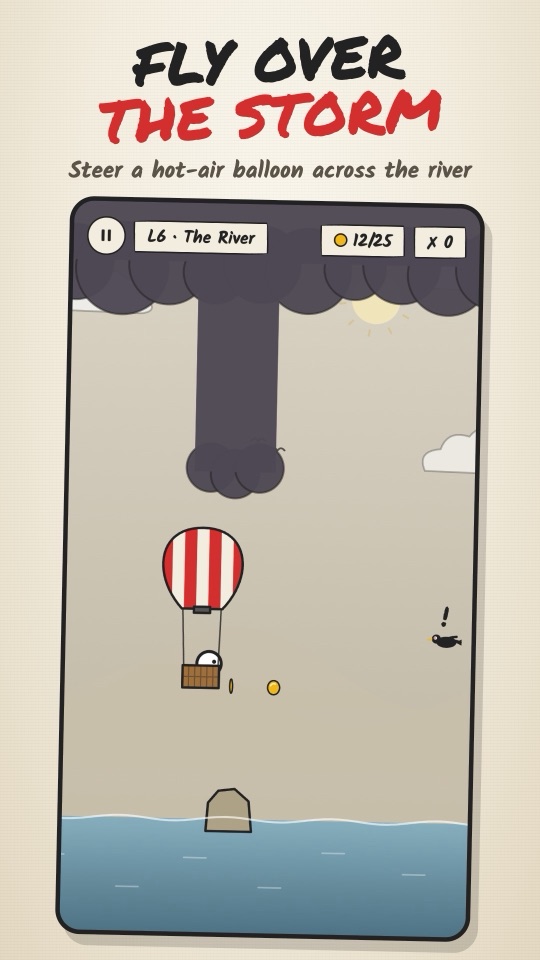 FLY OVER
THE STORM
Steer a hot-air balloon across the river
L6 · The River
12/25
x 0
!